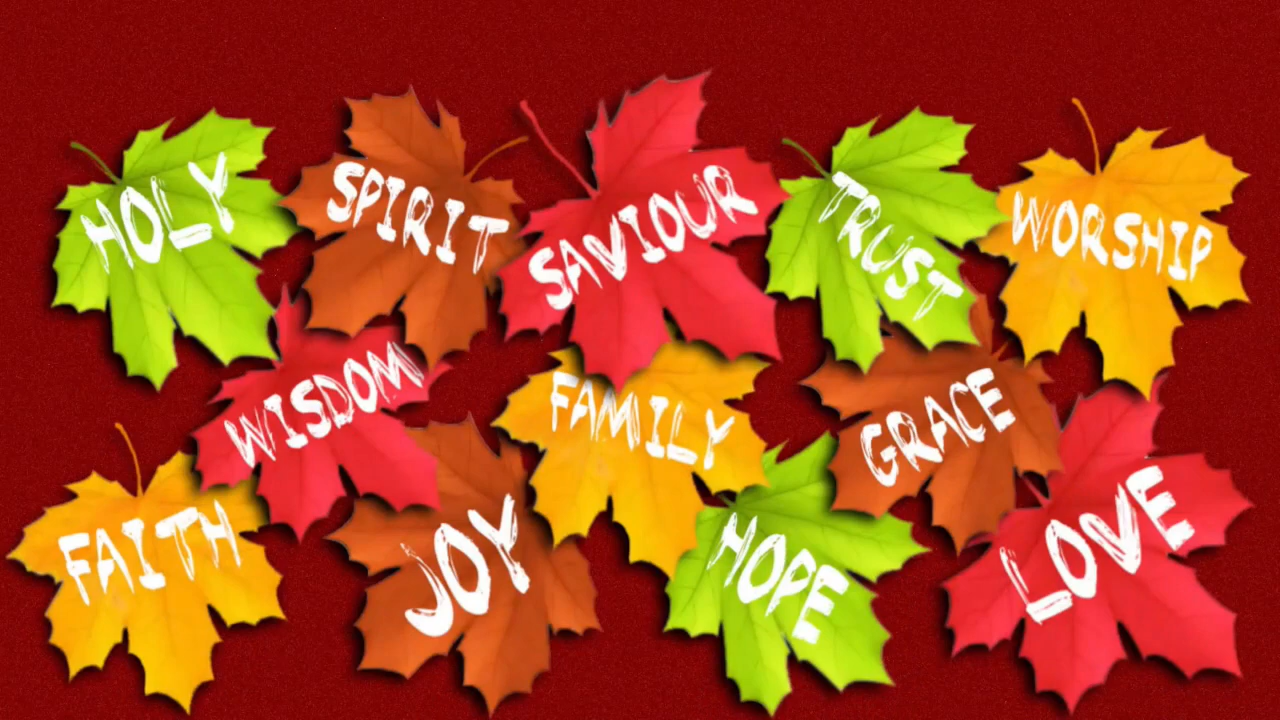 HOLY
SPIRIT
SAVIOUR
TRUST
WORSHIP
WISDOM
FAMILY
GRACE
FAITH
JOY
HOPE
LOVE